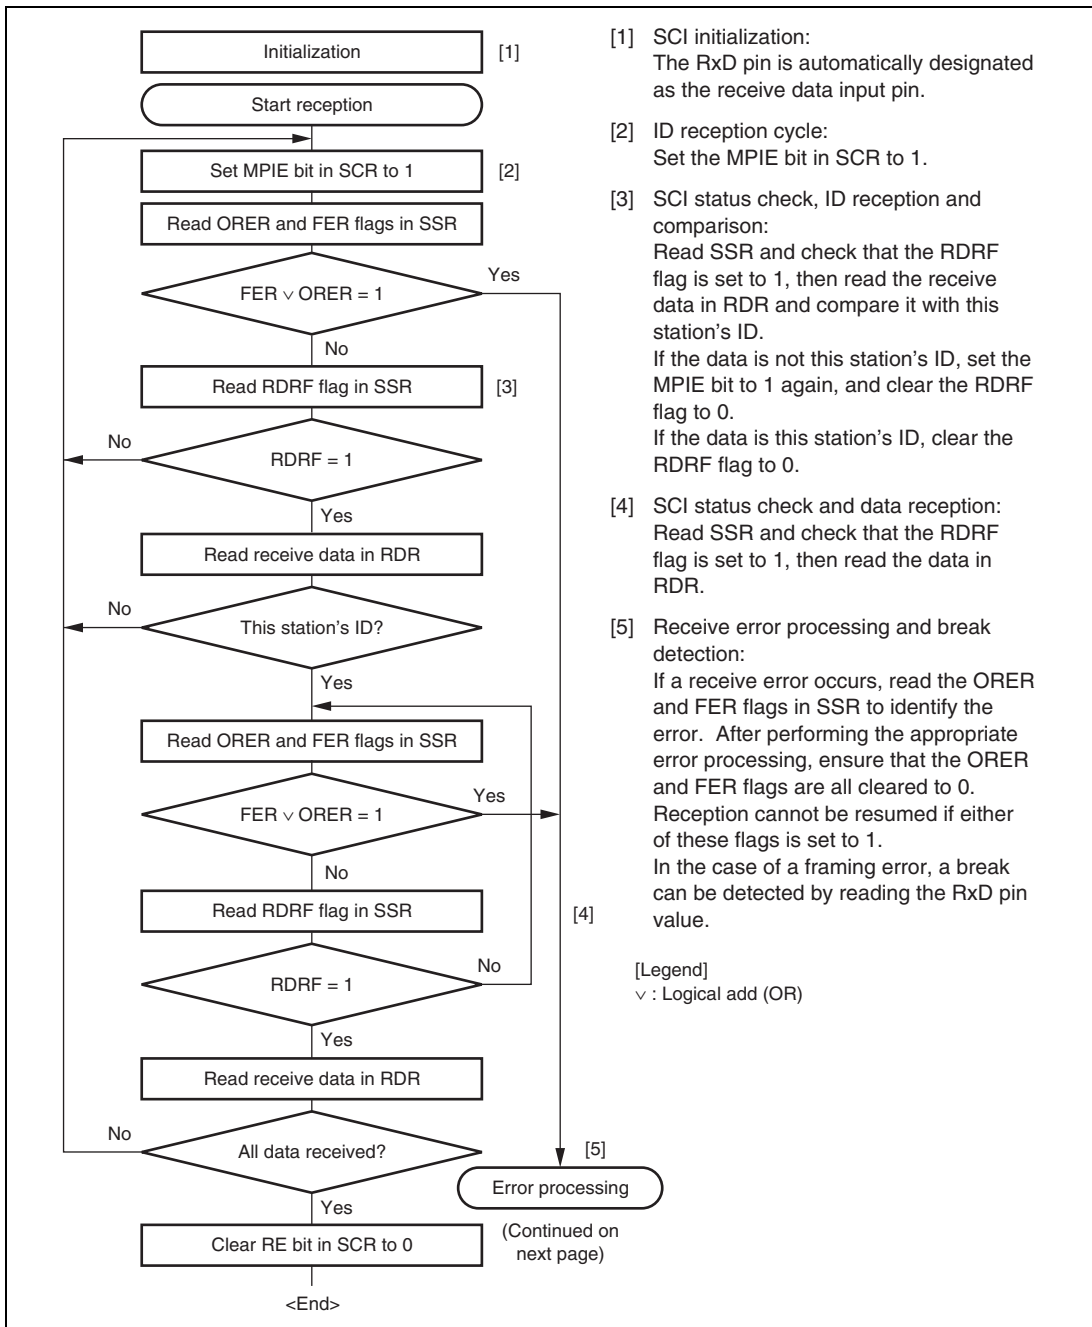 Initialization
[1]
Start reception
Set MPIE bit in SCR to 1
[2]
Read ORER and FER flags in SSR
FER ∨ ORER = 1
Yes
No
Read RDRF flag in SSR
[3]
RDRF = 1
No
Yes
Read receive data in RDR
This station's ID?
No
Yes
Read ORER and FER flags in SSR
FER ∨ ORER = 1
Yes
No
Read RDRF flag in SSR
[4]
RDRF = 1
No
Yes
Read receive data in RDR
All data received?
No
Yes
[5]
Error processing
(Continued on
next page)
Clear RE bit in SCR to 0
<End>
[1] SCI initialization:
The RxD pin is automatically designated
as the receive data input pin.
[2] ID reception cycle:
Set the MPIE bit in SCR to 1.
[3] SCI status check, ID reception and
comparison:
Read SSR and check that the RDRF
flag is set to 1, then read the receive
data in RDR and compare it with this
station's ID.
If the data is not this station's ID, set the
MPIE bit to 1 again, and clear the RDRF
flag to 0.
If the data is this station's ID, clear the
RDRF flag to 0.
[4] SCI status check and data reception:
Read SSR and check that the RDRF
flag is set to 1, then read the data in
RDR.
[5] Receive error processing and break
detection:
If a receive error occurs, read the ORER
and FER flags in SSR to identify the
error. After performing the appropriate
error processing, ensure that the ORER
and FER flags are all cleared to 0.
Reception cannot be resumed if either
of these flags is set to 1.
In the case of a framing error, a break
can be detected by reading the RxD pin
value.
[Legend]
∨ : Logical add (OR)